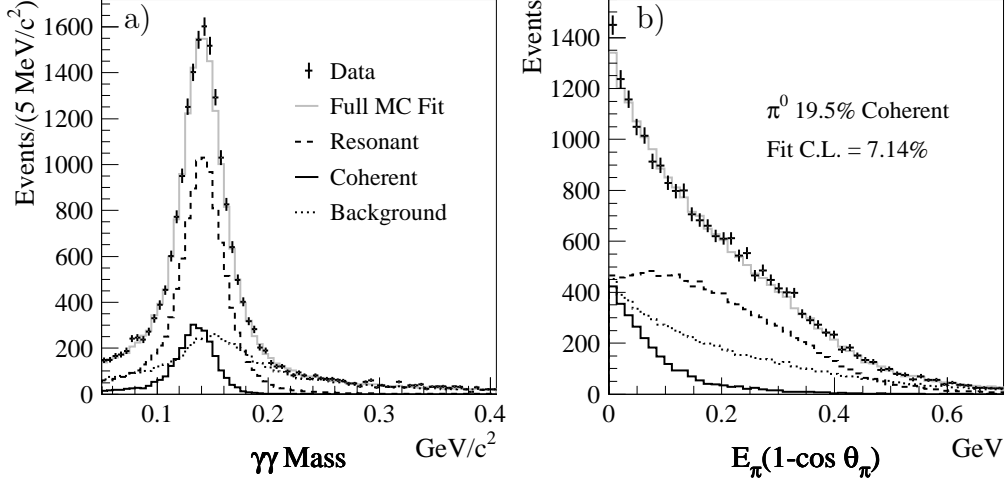 a)
Events/(5 MeV/c²)
1600
1400
1200
1000
800
600
400
200
0
0.1
0.2
0.3
0.4
GeV/c²
γγ Mass
Data
Full MC Fit
Resonant
Coherent
Background
b)
Events
1400
1200
1000
800
600
400
200
0
0
0.2
0.4
0.6
GeV
E_π(1-cos θ_π)
π⁰ 19.5% Coherent
Fit C.L. = 7.14%